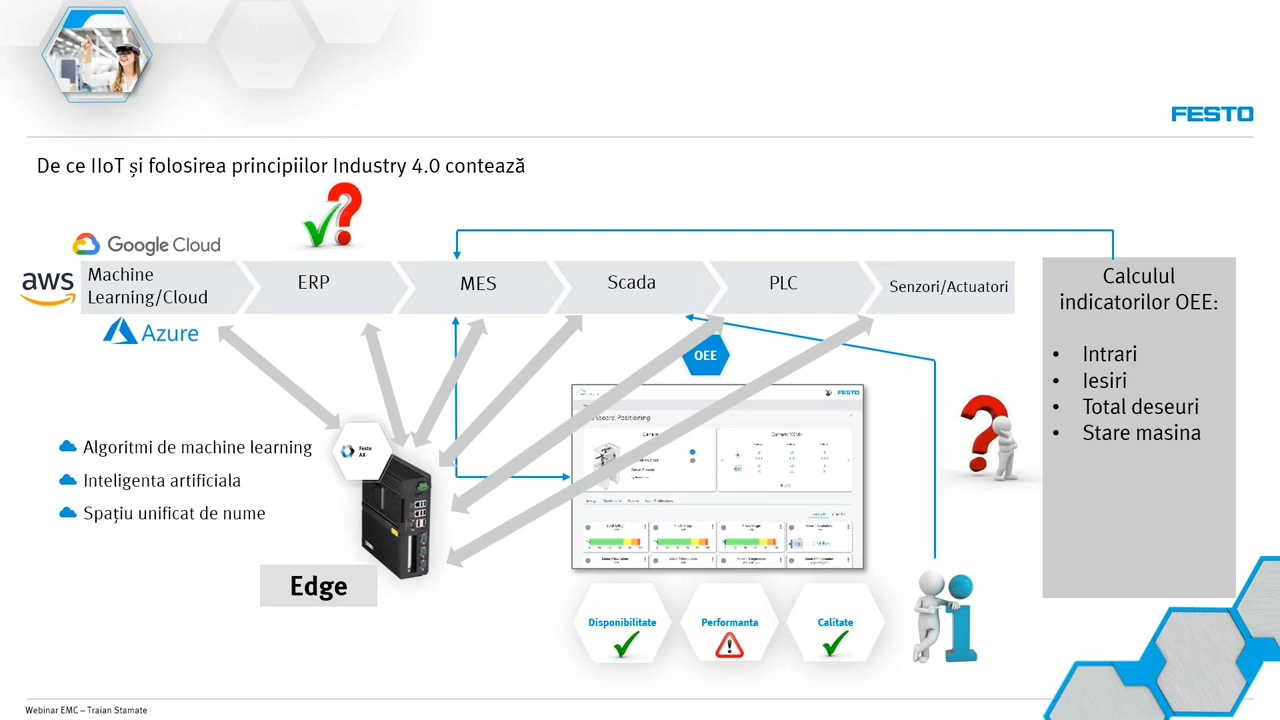 FESTO
De ce IIoT și folosirea principiilor Industry 4.0 contează
Google Cloud
aws
Machine
Learning/Cloud
ERP
MES
Scada
PLC
Senzori/Actuatori
Azure
Calculul
indicatorilor OEE:
• Intrari
• Iesiri
• Total deseuri
• Stare masina
OEE
FESTO
Positioning
Festo
AX
Algoritmi de machine learning
Inteligenta artificiala
Spațiu unificat de nume
Edge
Disponibilitate
Performanta
Calitate
Webinar EMC – Traian Stamate